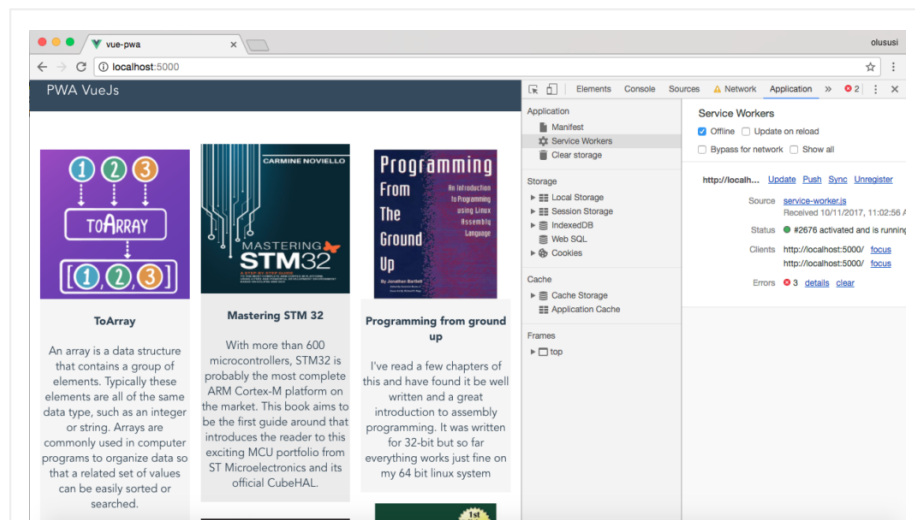 vue-pwa
olususi
localhost:5000
PWA VueJs
1 2 3
TOARRAY
[1,2,3]
ToArray
An array is a data structure
that contains a group of
elements. Typically these
elements are all of the same
data type, such as an integer
or string. Arrays are
commonly used in computer
programs to organize data so
that a related set of values
can be easily sorted or
searched.
CARMINE NOVIELLO
MASTERING
STM32
Mastering STM 32
With more than 600
microcontrollers, STM32 is
probably the most complete
ARM Cortex-M platform on
the market. This book aims to
be the first guide around that
introduces the reader to this
exciting MCU portfolio from
ST Microelectronics and its
official CubeHAL.
Programming
From
The
Ground
Up
An Introduction
to Programming
using Linux
Assembly
Language
By Jonathan Bartlett
Programming from ground
up
I've read a few chapters of
this and have found it be well
written and a great
introduction to assembly
programming. It was written
for 32-bit but so far
everything works just fine on
my 64 bit linux system
1st
Elements Console Sources Network Application » 2
Application
Manifest
Service Workers
Clear storage
Storage
Local Storage
Session Storage
IndexedDB
Web SQL
Cookies
Cache
Cache Storage
Application Cache
Frames
top
Service Workers
Offline Update on reload
Bypass for network Show all
http://localh... Update Push Sync Unregister
Source service-worker.js
Received 10/11/2017, 11:02:56 A
Status #2676 activated and is running
Clients http://localhost:5000/ focus
http://localhost:5000/ focus
Errors 3 details clear